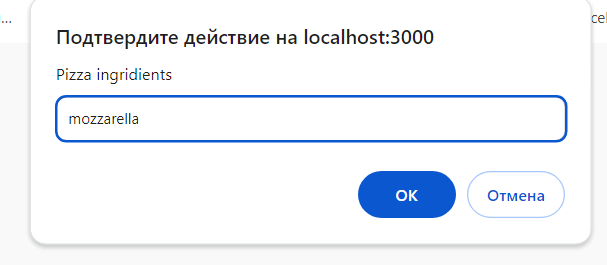 Подтвердите действие на localhost:3000
Pizza ingridients
mozzarella
OK
Отмена